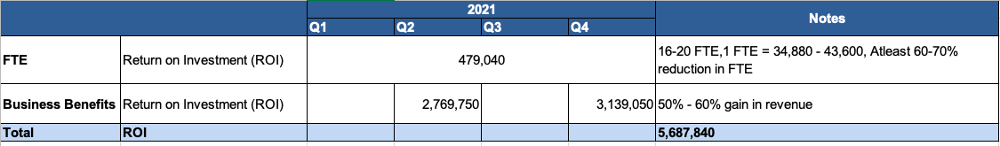 2021
Notes
Q1 Q2 Q3 Q4
FTE Return on Investment (ROI) 479,040 16-20 FTE,1 FTE = 34,880 - 43,600, Atleast 60-70%
reduction in FTE
Business Benefits Return on Investment (ROI) 2,769,750 3,139,050 50% - 60% gain in revenue
Total ROI 5,687,840